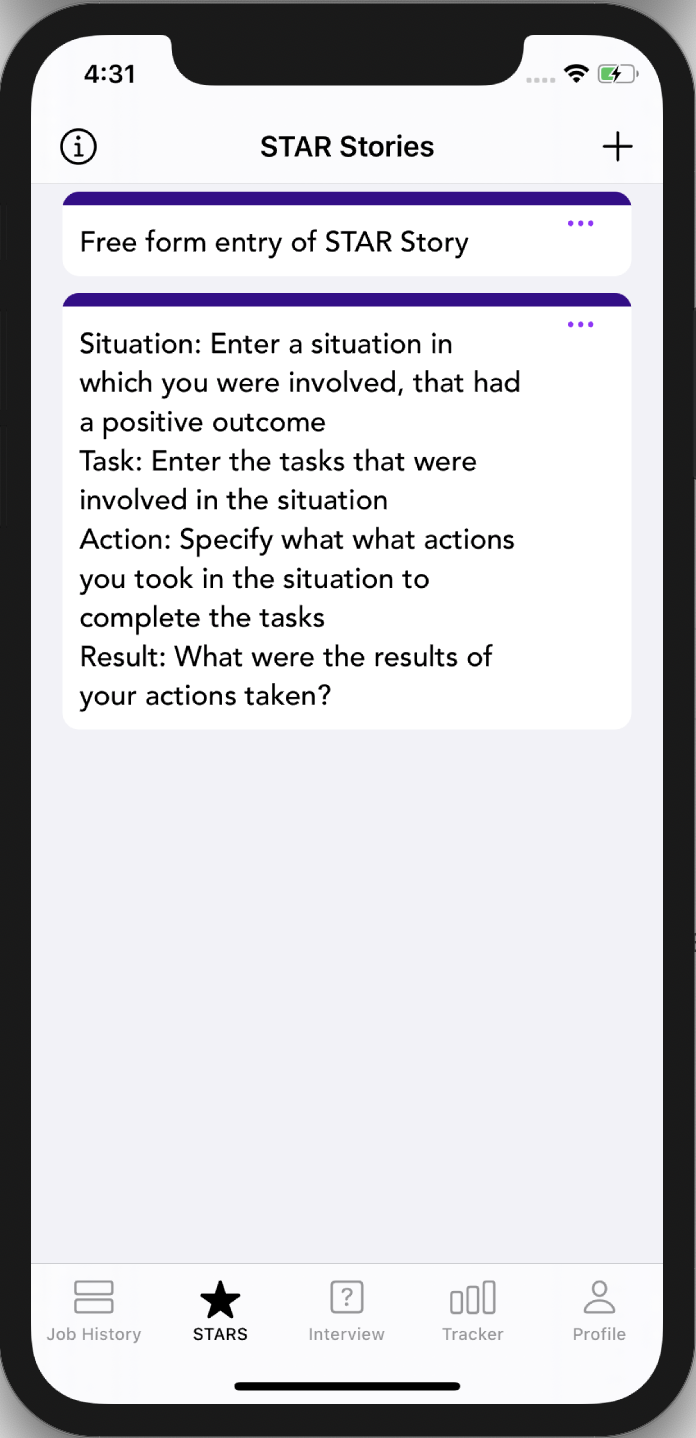 4:31
STAR Stories
Free form entry of STAR Story
Situation: Enter a situation in
which you were involved, that had
a positive outcome
Task: Enter the tasks that were
involved in the situation
Action: Specify what what actions
you took in the situation to
complete the tasks
Result: What were the results of
your actions taken?
Job History STARS Interview Tracker Profile